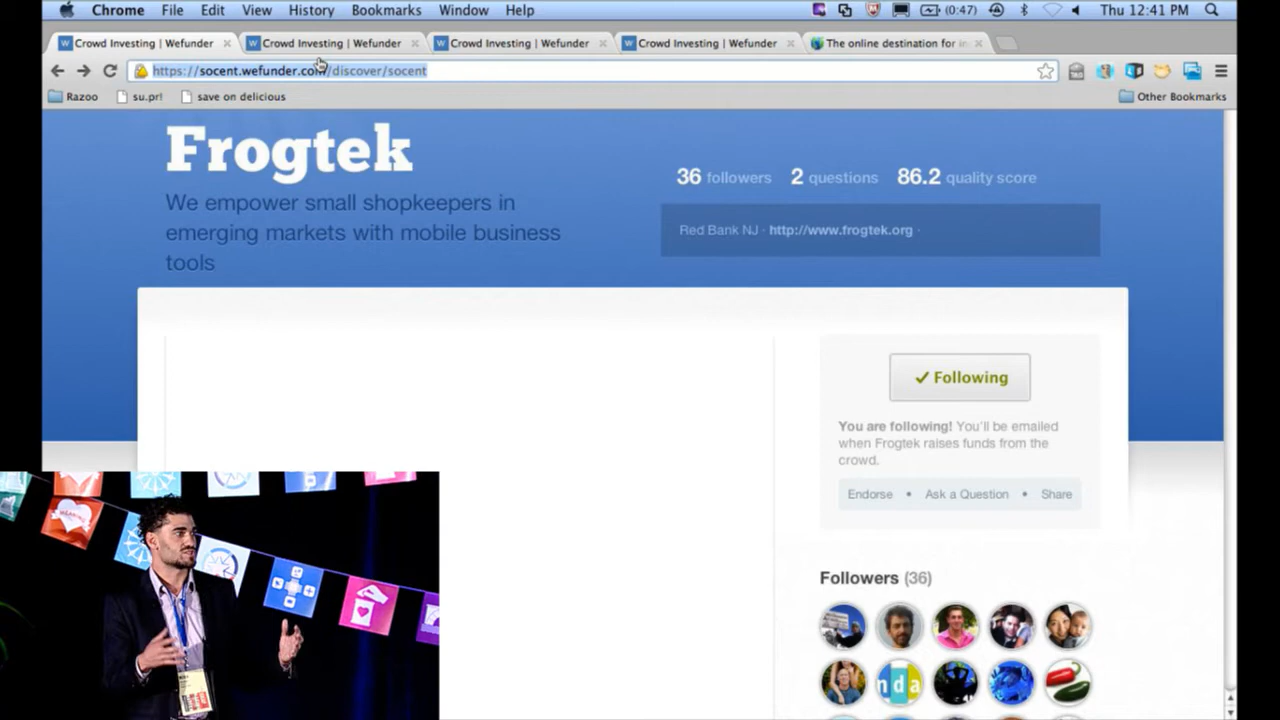 Chrome File Edit View History Bookmarks Window Help (0:47) Thu 12:41 PM
Crowd Investing | Wefunder Crowd Investing | Wefunder Crowd Investing | Wefunder Crowd Investing | Wefunder The online destination for in
https://socent.wefunder.com/discover/socent
Razoo su.pr! save on delicious Other Bookmarks
Frogtek
We empower small shopkeepers in
emerging markets with mobile business
tools
36 followers 2 questions 86.2 quality score
Red Bank NJ · http://www.frogtek.org ·
✓ Following
You are following! You'll be emailed
when Frogtek raises funds from the
crowd.
Endorse • Ask a Question • Share
Followers (36)
nda